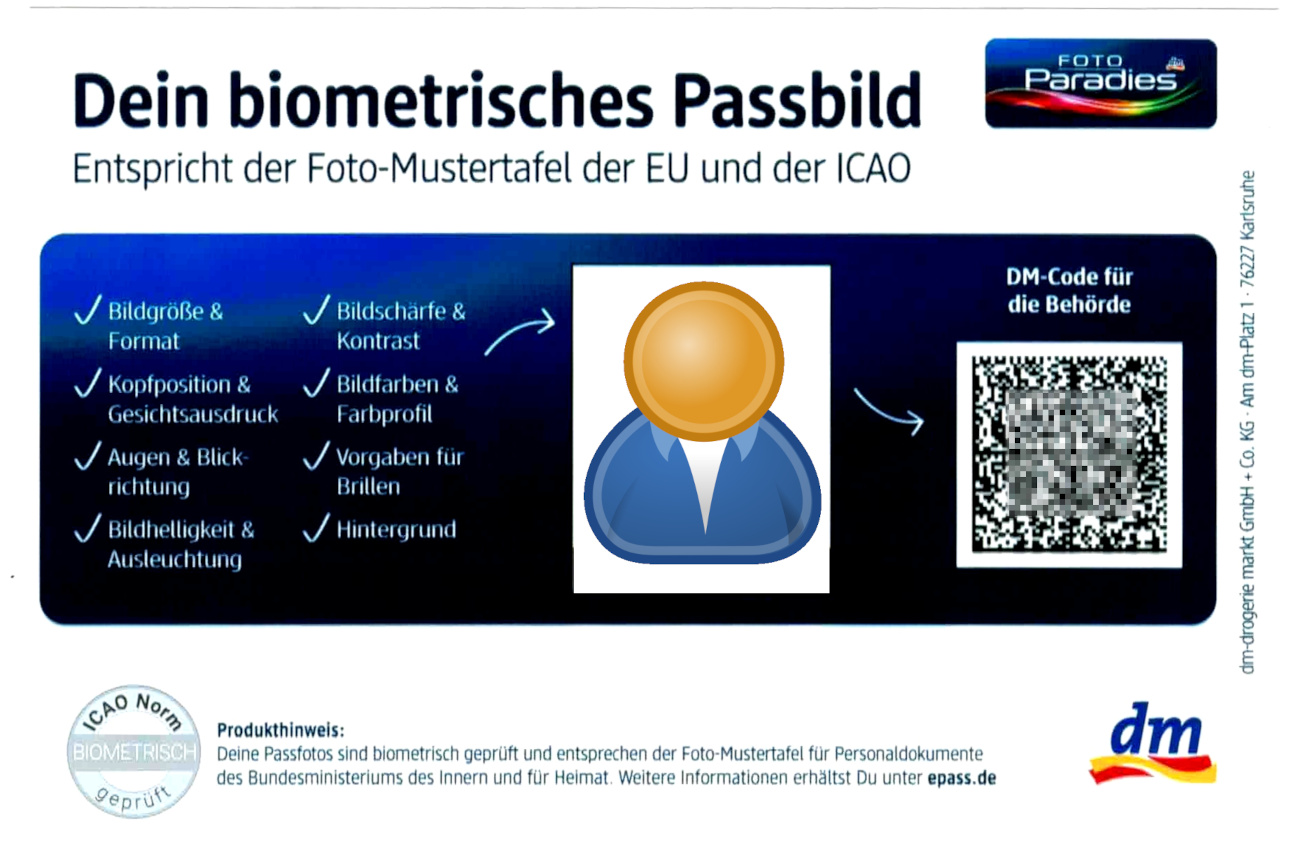 FOTO
dm
Paradies
Dein biometrisches Passbild
Entspricht der Foto-Mustertafel der EU und der ICAO
Bildgröße &
Format
Kopfposition &
Gesichtsausdruck
Augen & Blick-
richtung
Bildhelligkeit &
Ausleuchtung
Bildschärfe &
Kontrast
Bildfarben &
Farbprofil
Vorgaben für
Brillen
Hintergrund
DM-Code für
die Behörde
dm-drogerie markt GmbH + Co. KG · Am dm-Platz 1 · 76227 Karlsruhe
ICAO Norm
BIOMETRISCH
geprüft
Produkthinweis:
Deine Passfotos sind biometrisch geprüft und entsprechen der Foto-Mustertafel für Personaldokumente
des Bundesministeriums des Innern und für Heimat. Weitere Informationen erhältst Du unter epass.de
dm